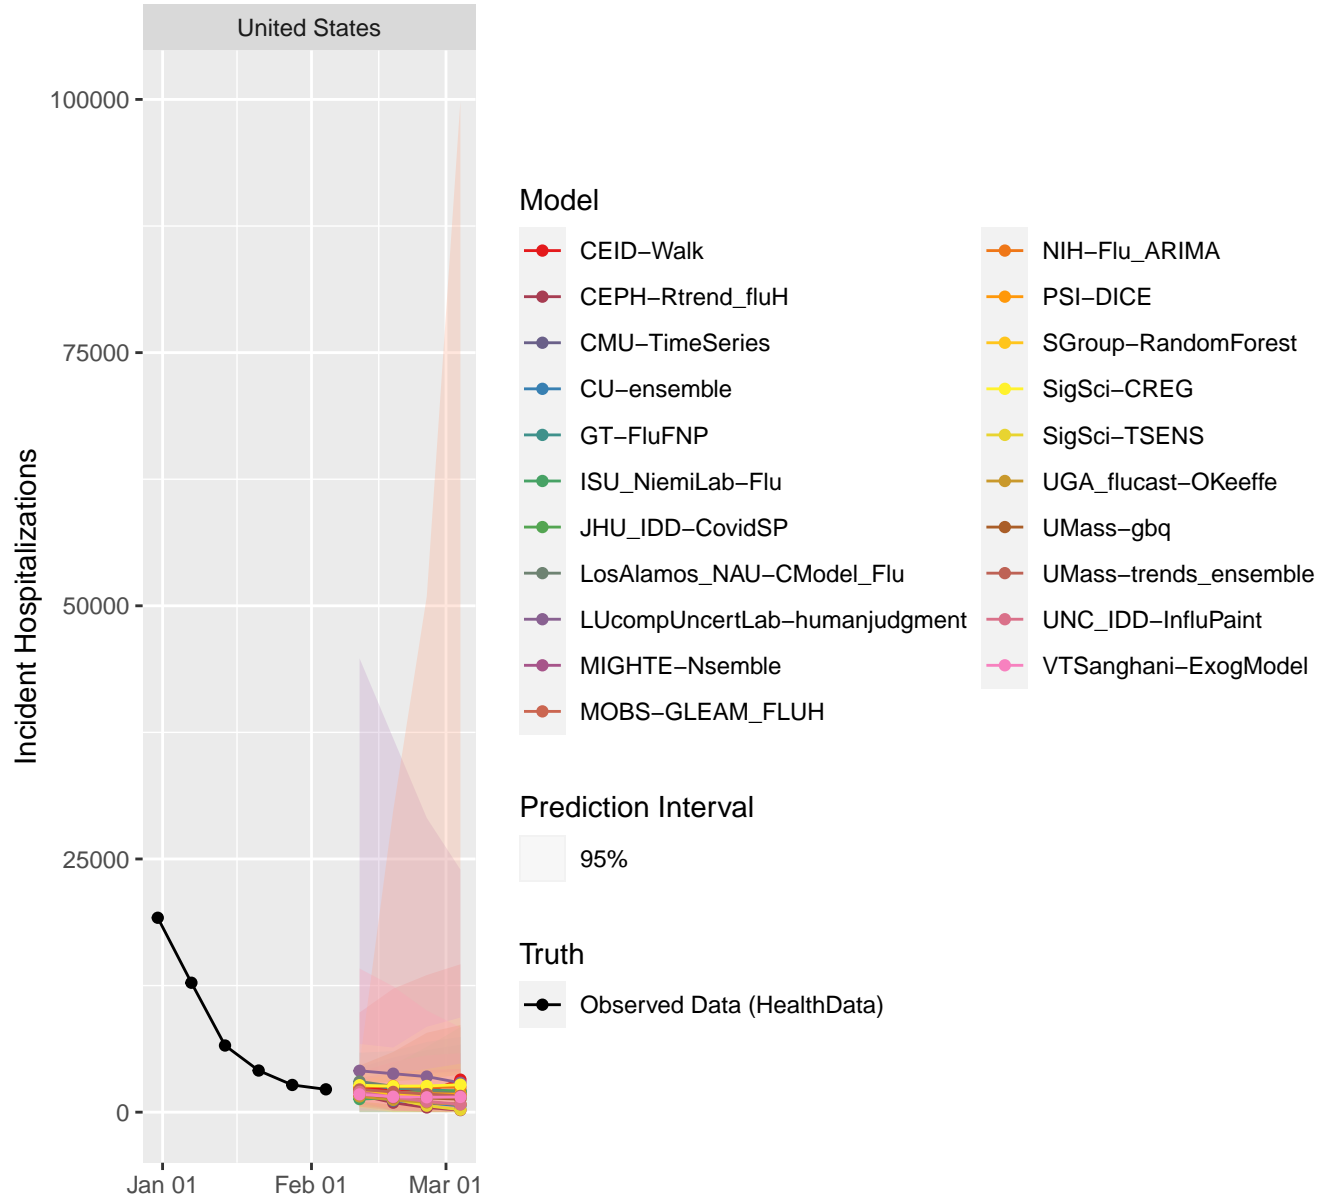 United States
100000
75000
50000
25000
0
Incident Hospitalizations
Jan 01
Feb 01
Mar 01
Model
CEID−Walk
CEPH−Rtrend_fluH
CMU−TimeSeries
CU−ensemble
GT−FluFNP
ISU_NiemiLab−Flu
JHU_IDD−CovidSP
LosAlamos_NAU−CModel_Flu
LUcompUncertLab−humanjudgment
MIGHTE−Nsemble
MOBS−GLEAM_FLUH
NIH−Flu_ARIMA
PSI−DICE
SGroup−RandomForest
SigSci−CREG
SigSci−TSENS
UGA_flucast−OKeeffe
UMass−gbq
UMass−trends_ensemble
UNC_IDD−InfluPaint
VTSanghani−ExogModel
Prediction Interval
95%
Truth
Observed Data (HealthData)